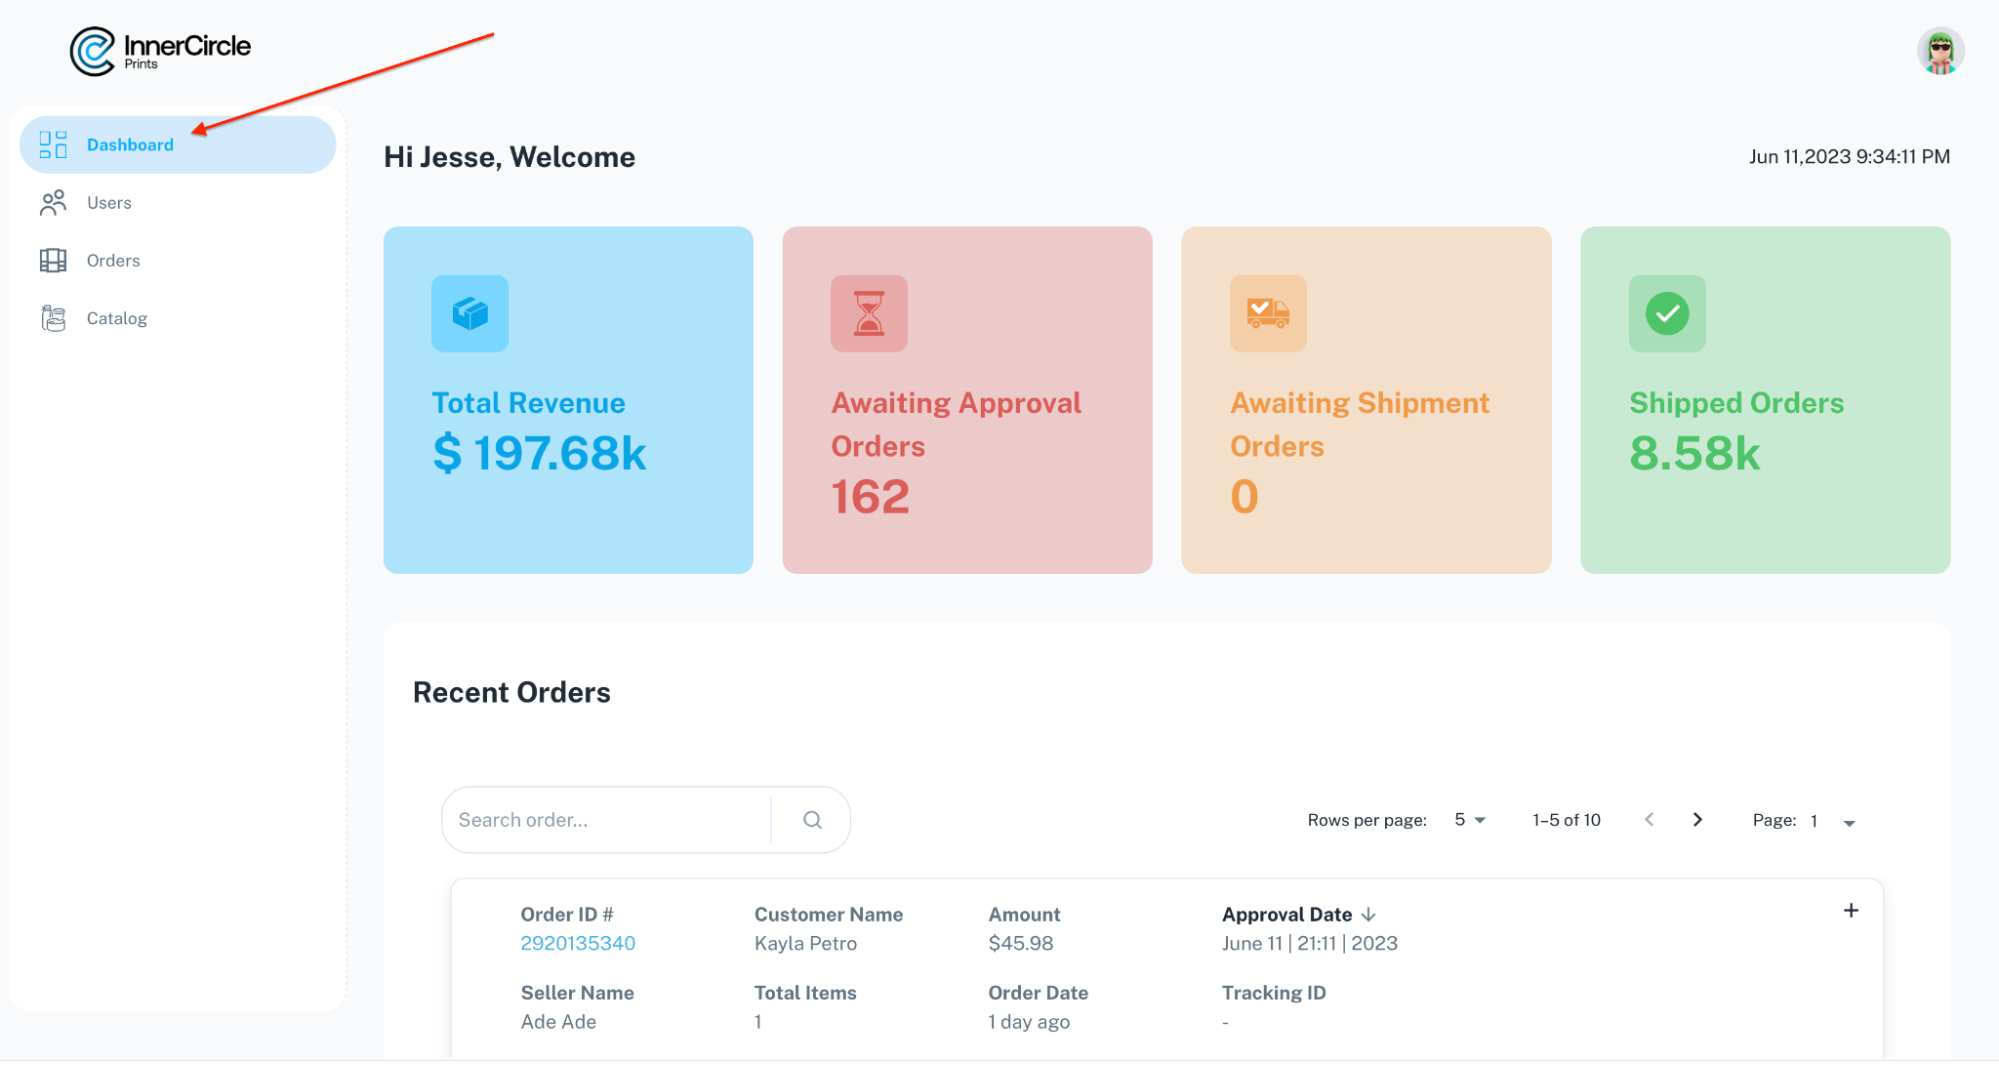 InnerCircle
Prints
Dashboard
Users
Orders
Catalog
Hi Jesse, Welcome
Jun 11,2023 9:34:11 PM
Total Revenue
$ 197.68k
Awaiting Approval
Orders
162
Awaiting Shipment
Orders
0
Shipped Orders
8.58k
Recent Orders
Search order...
Rows per page: 5 1–5 of 10 Page: 1
Order ID # Customer Name Amount Approval Date
2920135340 Kayla Petro $45.98 June 11 | 21:11 | 2023
Seller Name Total Items Order Date Tracking ID
Ade Ade 1 1 day ago -